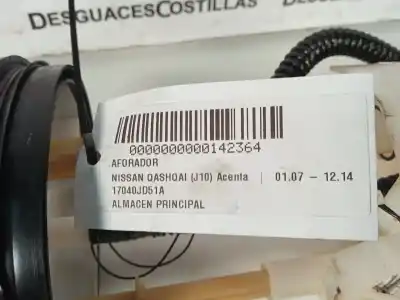 DESGUACESCOSTILLAS
0000000000142364
AFORADOR
NISSAN QASHQAI (J10) Acenta | 01.07 – 12.14
17040JD51A
ALMACEN PRINCIPAL